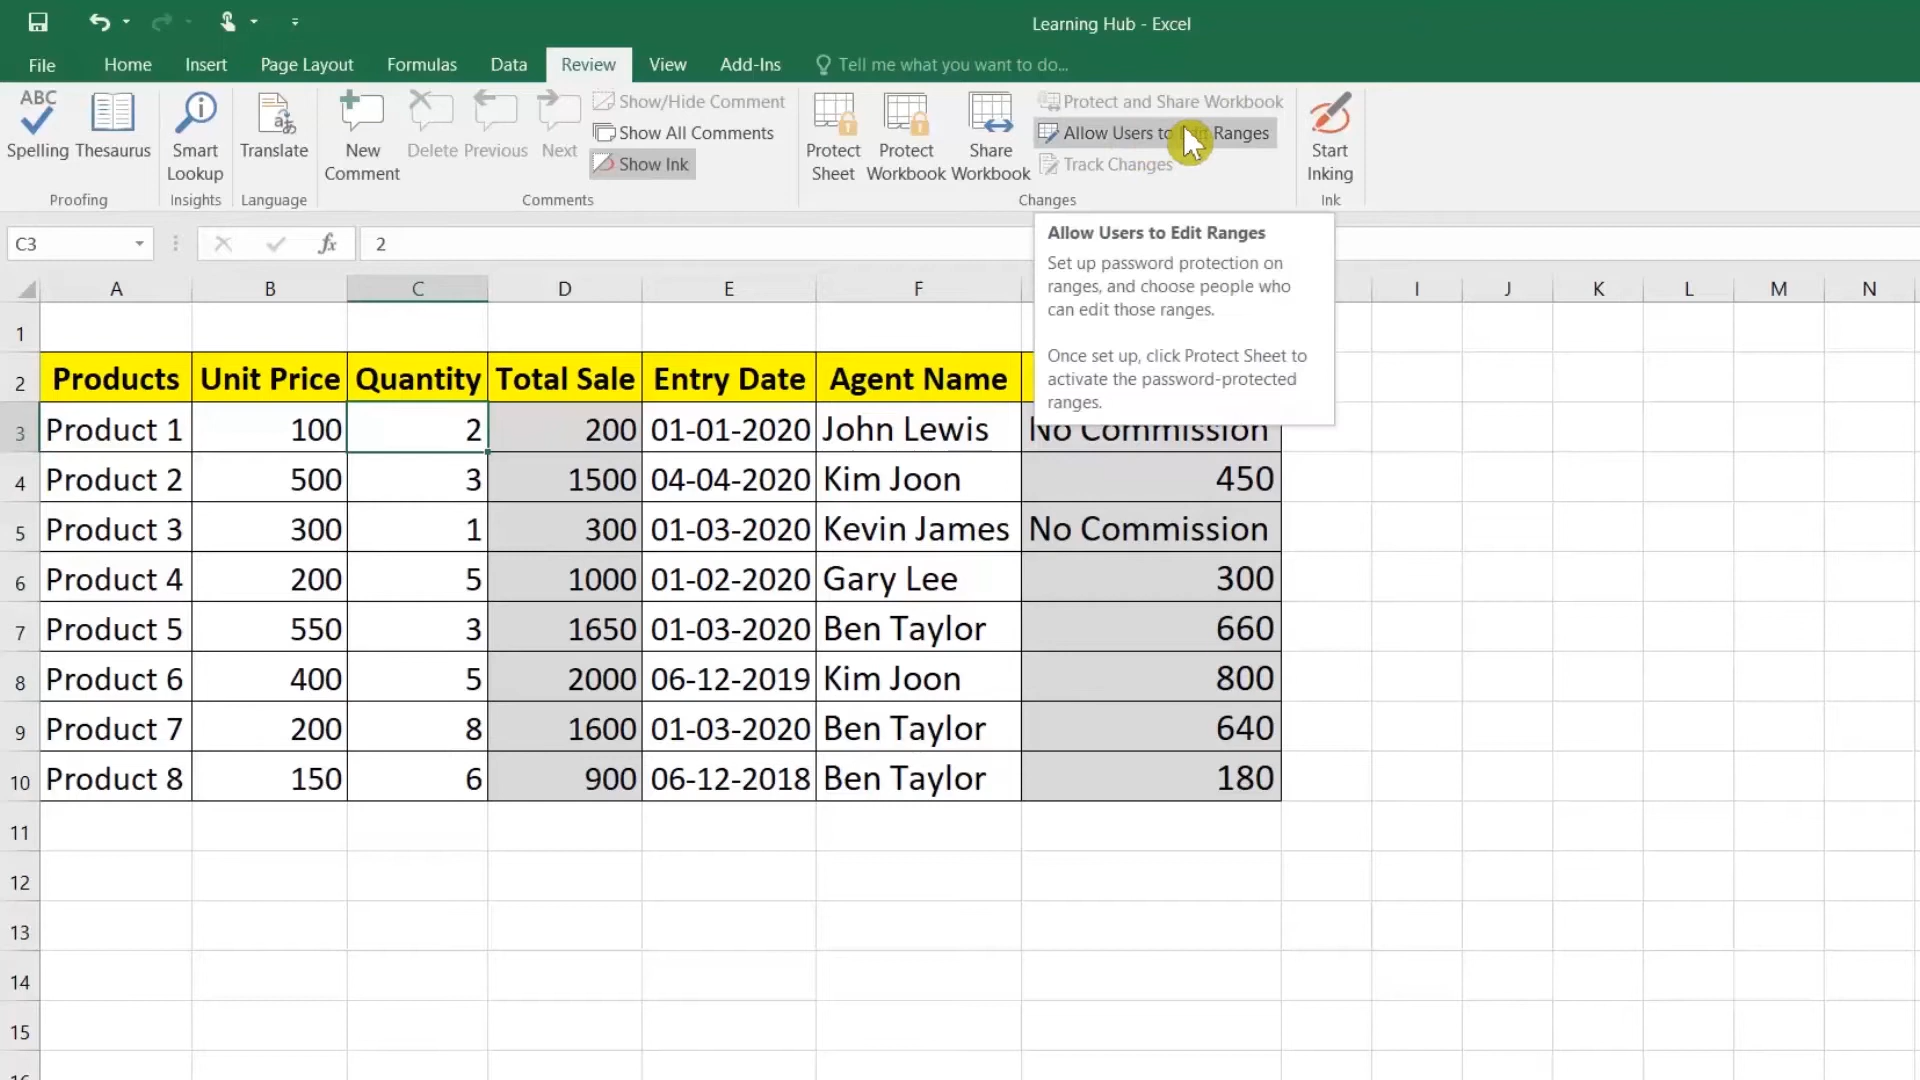 Learning Hub - Excel
File Home Insert Page Layout Formulas Data Review View Add-Ins Tell me what you want to do...
ABC
Spelling Thesaurus
Proofing
Smart Lookup
Insights
Translate
Language
New Comment
Delete Previous Next
Show/Hide Comment
Show All Comments
Show Ink
Comments
Protect Sheet
Protect Workbook
Share Workbook
Protect and Share Workbook
Allow Users to Edit Ranges
Track Changes
Changes
Start Inking
Ink
C3 fx 2
Allow Users to Edit Ranges
Set up password protection on
ranges, and choose people who
can edit those ranges.
Once set up, click Protect Sheet to
activate the password-protected
ranges.
A B C D E F I J K L M N
1
2 Products Unit Price Quantity Total Sale Entry Date Agent Name
3 Product 1 100 2 200 01-01-2020 John Lewis No Commission
4 Product 2 500 3 1500 04-04-2020 Kim Joon 450
5 Product 3 300 1 300 01-03-2020 Kevin James No Commission
6 Product 4 200 5 1000 01-02-2020 Gary Lee 300
7 Product 5 550 3 1650 01-03-2020 Ben Taylor 660
8 Product 6 400 5 2000 06-12-2019 Kim Joon 800
9 Product 7 200 8 1600 01-03-2020 Ben Taylor 640
10 Product 8 150 6 900 06-12-2018 Ben Taylor 180
11
12
13
14
15